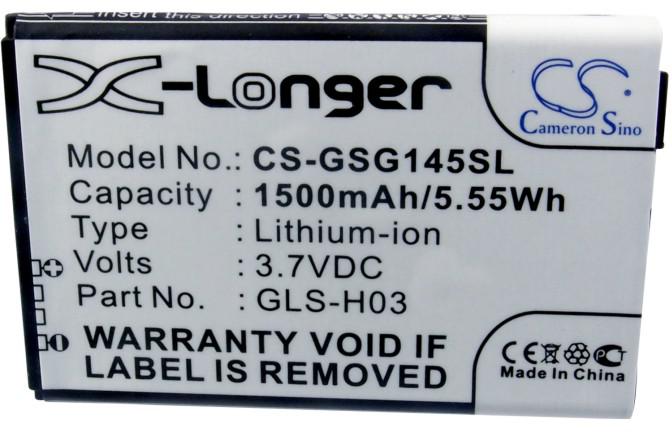 X-Longer
CS
Cameron Sino
Model No.: CS-GSG145SL
Capacity : 1500mAh/5.55Wh
Type : Lithium-ion
Volts : 3.7VDC
Part No. : GLS-H03
WARRANTY VOID IF
LABEL IS REMOVED.
CE
Made In China